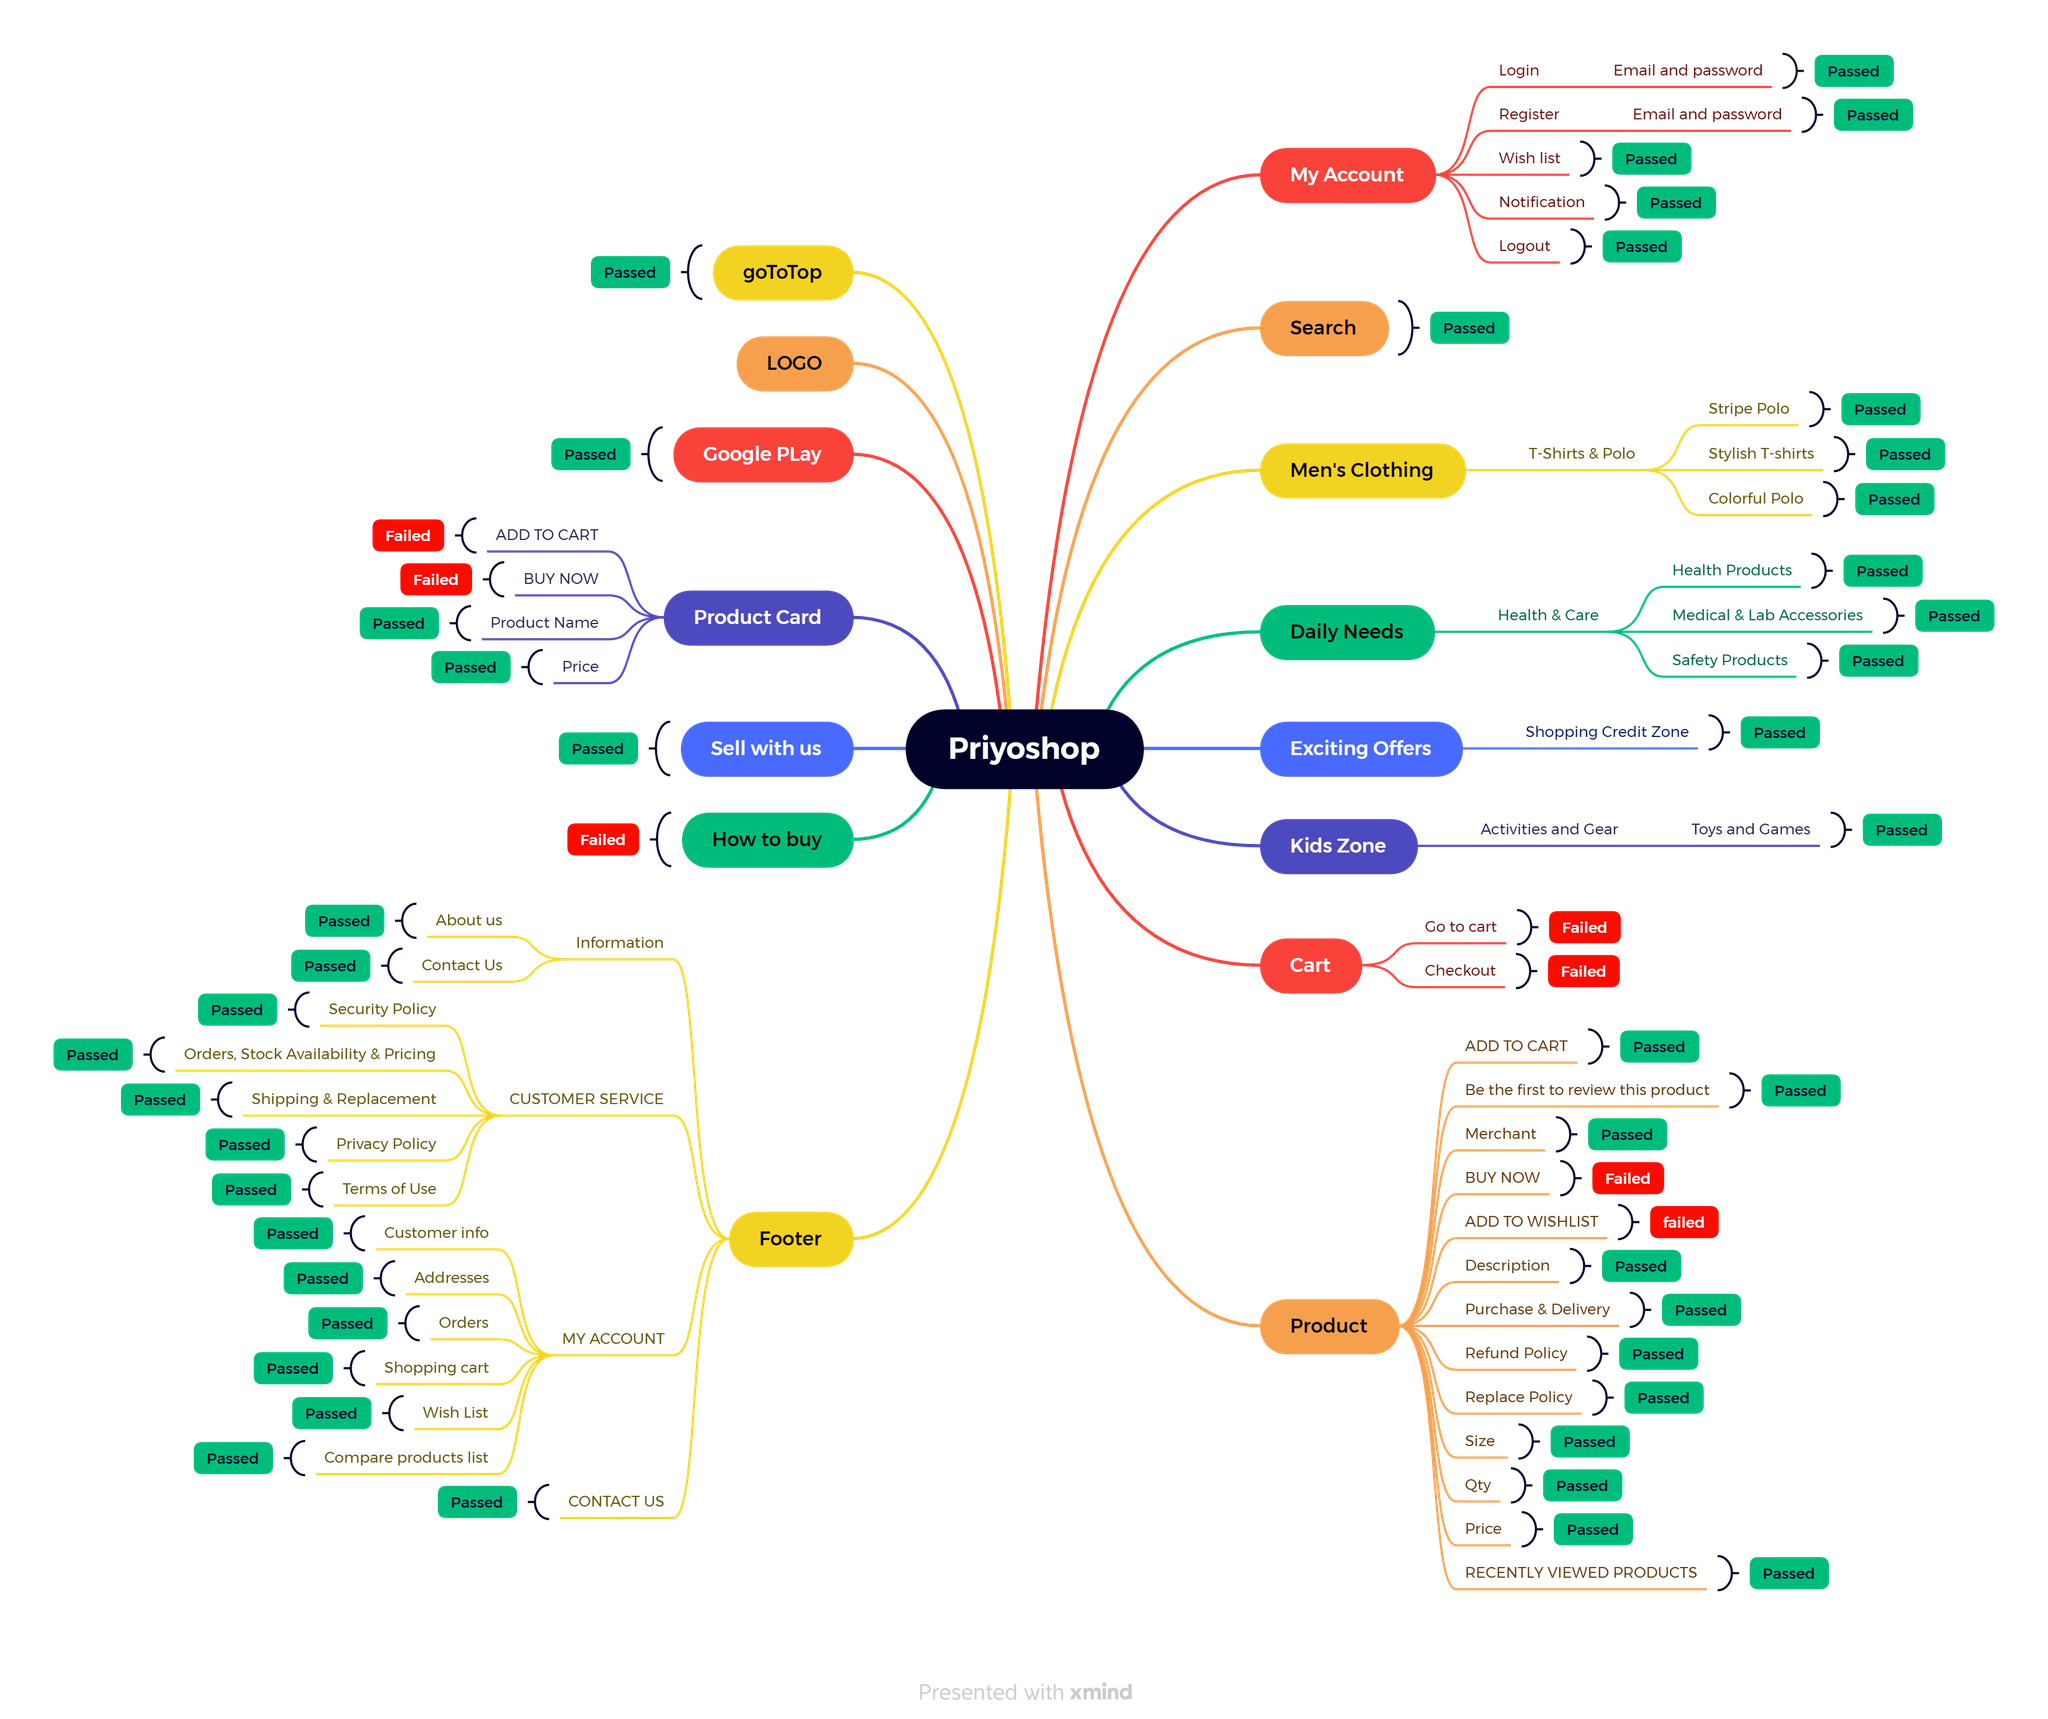 Priyoshop
My Account
Login
Email and password
Passed
Register
Email and password
Passed
Wish list
Passed
Notification
Passed
Logout
Passed
Search
Passed
Men's Clothing
T-Shirts & Polo
Stripe Polo
Passed
Stylish T-shirts
Passed
Colorful Polo
Passed
Daily Needs
Health & Care
Health Products
Passed
Medical & Lab Accessories
Passed
Safety Products
Passed
Exciting Offers
Shopping Credit Zone
Passed
Kids Zone
Activities and Gear
Toys and Games
Passed
Cart
Go to cart
Failed
Checkout
Failed
Product
ADD TO CART
Passed
Be the first to review this product
Passed
Merchant
Passed
BUY NOW
Failed
ADD TO WISHLIST
failed
Description
Passed
Purchase & Delivery
Passed
Refund Policy
Passed
Replace Policy
Passed
Size
Passed
Qty
Passed
Price
Passed
RECENTLY VIEWED PRODUCTS
Passed
goToTop
Passed
LOGO
Google PLay
Passed
Product Card
ADD TO CART
Failed
BUY NOW
Failed
Product Name
Passed
Price
Passed
Sell with us
Passed
How to buy
Failed
Footer
Information
About us
Passed
Contact Us
Passed
CUSTOMER SERVICE
Security Policy
Passed
Orders, Stock Availability & Pricing
Passed
Shipping & Replacement
Passed
Privacy Policy
Passed
Terms of Use
Passed
MY ACCOUNT
Customer info
Passed
Addresses
Passed
Orders
Passed
Shopping cart
Passed
Wish List
Passed
Compare products list
Passed
CONTACT US
Passed
Presented with xmind